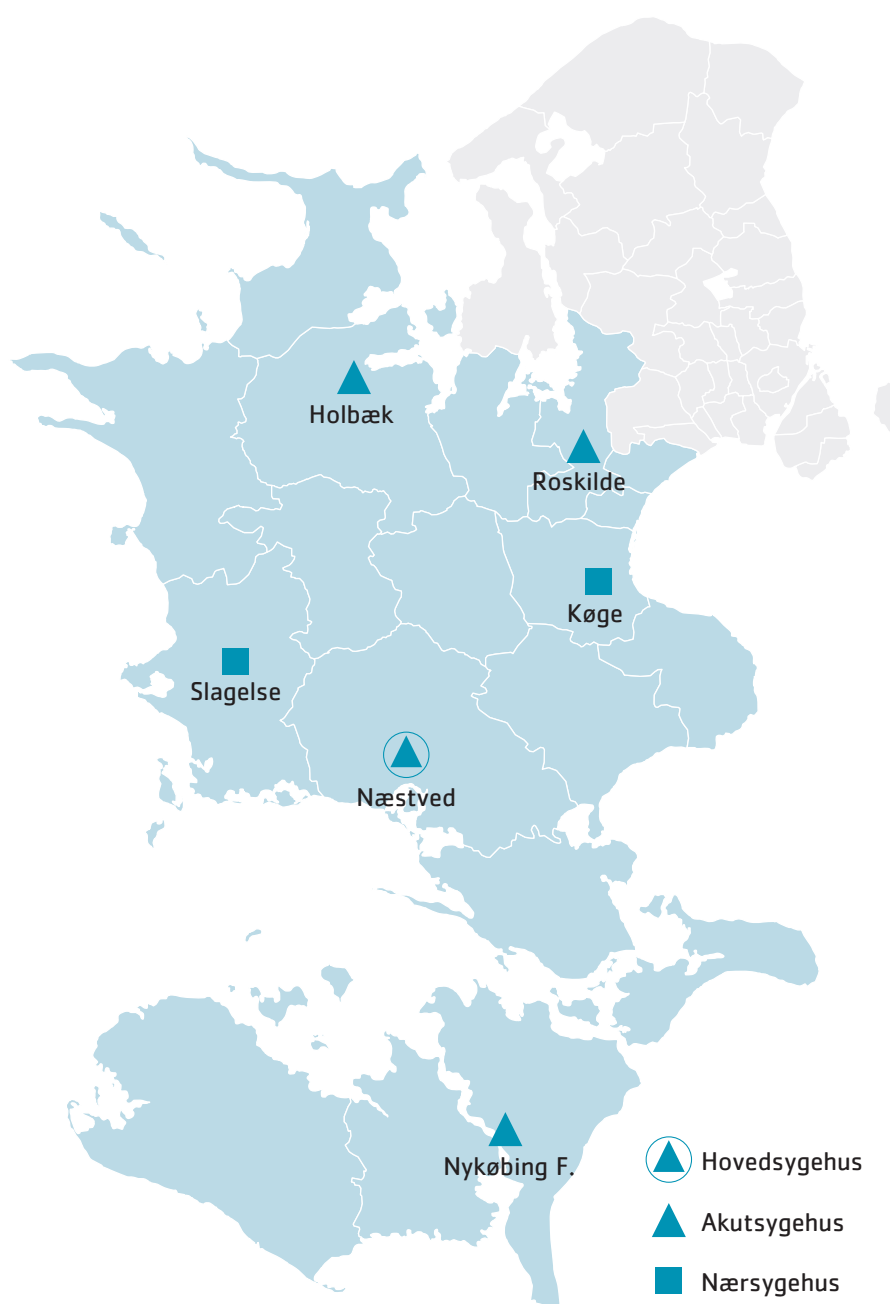 Holbæk
Roskilde
Køge
Slagelse
Næstved
Nykøbing F.
Hovedsygehus
Akutsygehus
Nærsygehus